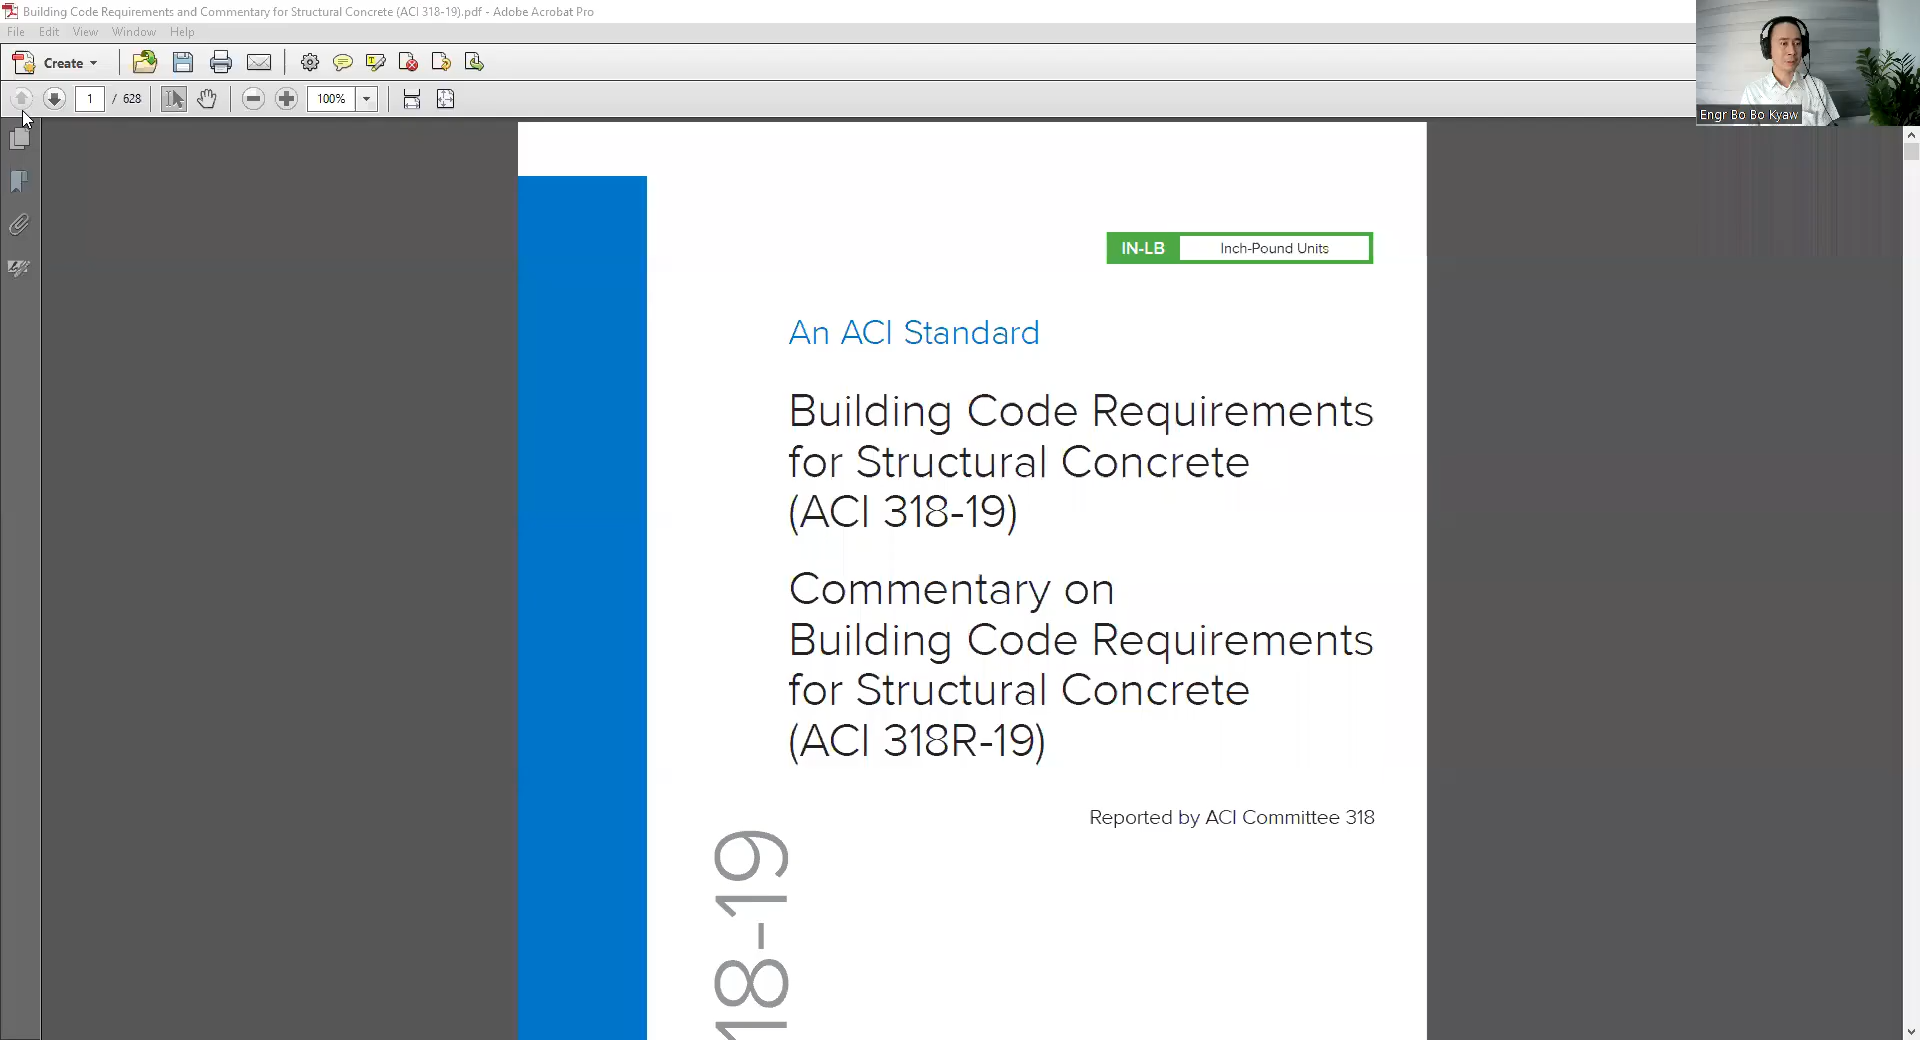 Building Code Requirements and Commentary for Structural Concrete (ACI 318-19).pdf - Adobe Acrobat Pro
File Edit View Window Help
Create
1 / 628 100%
Engr Bo Bo Kyaw
IN-LB Inch-Pound Units
An ACI Standard
Building Code Requirements
for Structural Concrete
(ACI 318-19)
Commentary on
Building Code Requirements
for Structural Concrete
(ACI 318R-19)
Reported by ACI Committee 318
18-19